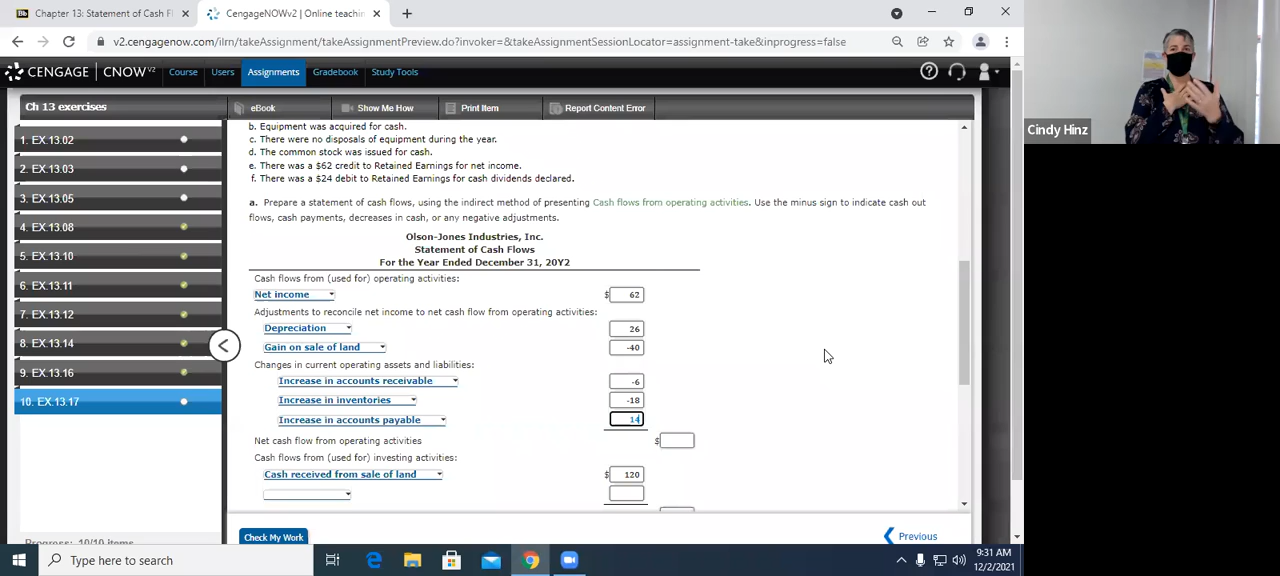 Chapter 13: Statement of Cash F
CengageNOWv2 | Online teachin
v2.cengagenow.com/ilrn/takeAssignment/takeAssignmentPreview.do?invoker=&takeAssignmentSessionLocator=assignment-take&inprogress=false
CENGAGE | CNOWV2 Course Users Assignments Gradebook Study Tools
Ch 13 exercises
eBook Show Me How Print Item Report Content Error
1. EX.13.02
2. EX.13.03
3. EX.13.05
4. EX.13.08
5. EX.13.10
6. EX.13.11
7. EX.13.12
8. EX.13.14
9. EX.13.16
10. EX.13.17
Progress: 10/10 items
b. Equipment was acquired for cash.
c. There were no disposals of equipment during the year.
d. The common stock was issued for cash.
e. There was a $62 credit to Retained Earnings for net income.
f. There was a $24 debit to Retained Earnings for cash dividends declared.
a. Prepare a statement of cash flows, using the indirect method of presenting Cash flows from operating activities. Use the minus sign to indicate cash out
flows, cash payments, decreases in cash, or any negative adjustments.
Olson-Jones Industries, Inc.
Statement of Cash Flows
For the Year Ended December 31, 20Y2
Cash flows from (used for) operating activities:
Net income $ 62
Adjustments to reconcile net income to net cash flow from operating activities:
Depreciation 26
Gain on sale of land -40
Changes in current operating assets and liabilities:
Increase in accounts receivable -6
Increase in inventories -18
Increase in accounts payable 14
Net cash flow from operating activities $
Cash flows from (used for) investing activities:
Cash received from sale of land $ 120
Check My Work
Previous
Cindy Hinz
Type here to search
9:31 AM
12/2/2021